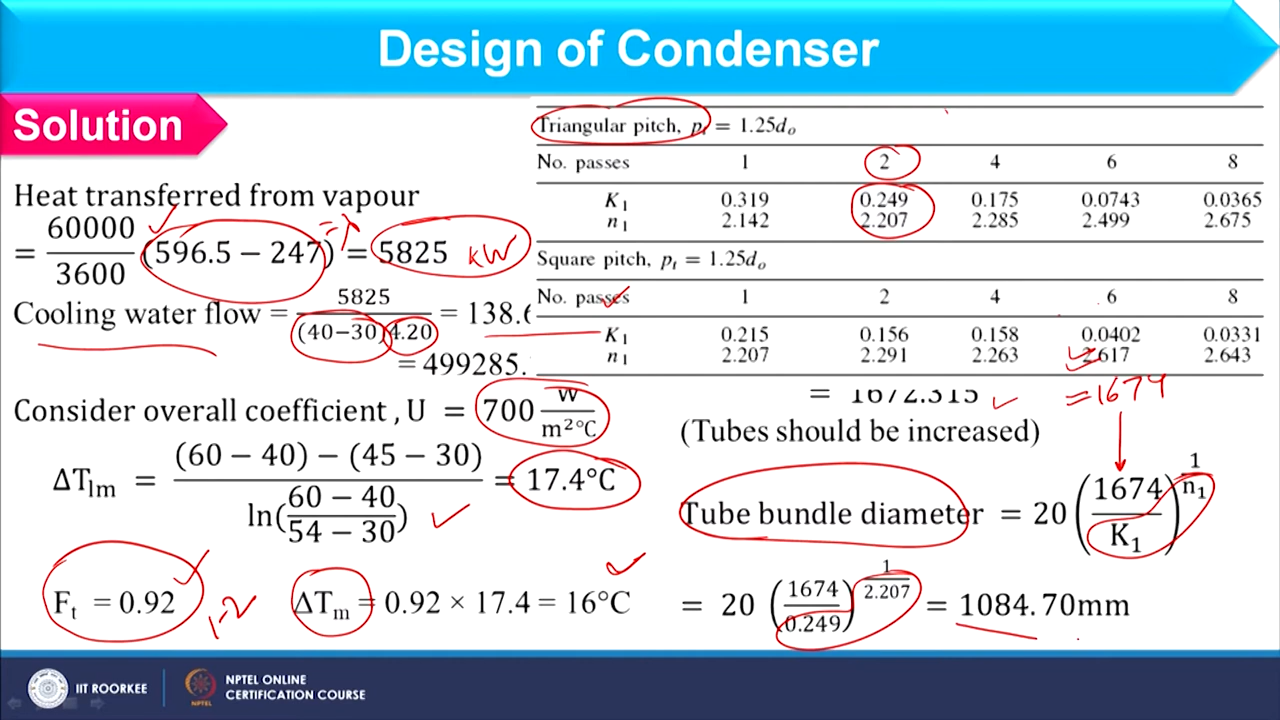 Design of Condenser
Solution
Heat transferred from vapour
= 60000/3600 (596.5 − 247) = λ = 5825 KW
Cooling water flow = 5825/((40−30)4.20) = 138.6
= 499285.
Consider overall coefficient , U = 700 W/m²°C
ΔTlm = ((60 − 40) − (45 − 30))/ln((60 − 40)/(54 − 30)) = 17.4°C
Ft = 0.92 1-2 ΔTm = 0.92 × 17.4 = 16°C
Triangular pitch, pt = 1.25do
No. passes 1 2 4 6 8
K1 0.319 0.249 0.175 0.0743 0.0365
n1 2.142 2.207 2.285 2.499 2.675
Square pitch, pt = 1.25do
No. passes 1 2 4 6 8
K1 0.215 0.156 0.158 0.0402 0.0331
n1 2.207 2.291 2.263 2.617 2.643
= 1672.315 = 1674
(Tubes should be increased)
Tube bundle diameter = 20 (1674/K1)^(1/n1)
= 20 (1674/0.249)^(1/2.207) = 1084.70mm
IIT ROORKEE
NPTEL ONLINE
CERTIFICATION COURSE
NPTEL